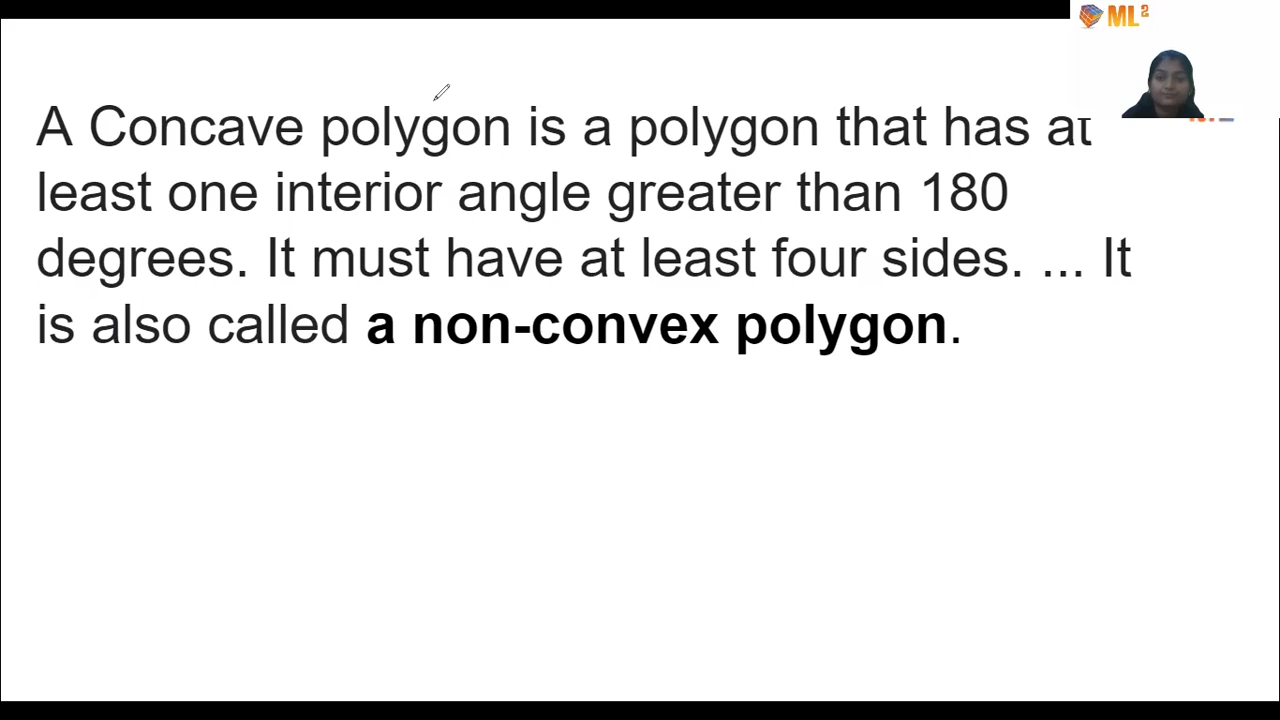 ML²
A Concave polygon is a polygon that has at
least one interior angle greater than 180
degrees. It must have at least four sides. ... It
is also called a non-convex polygon.